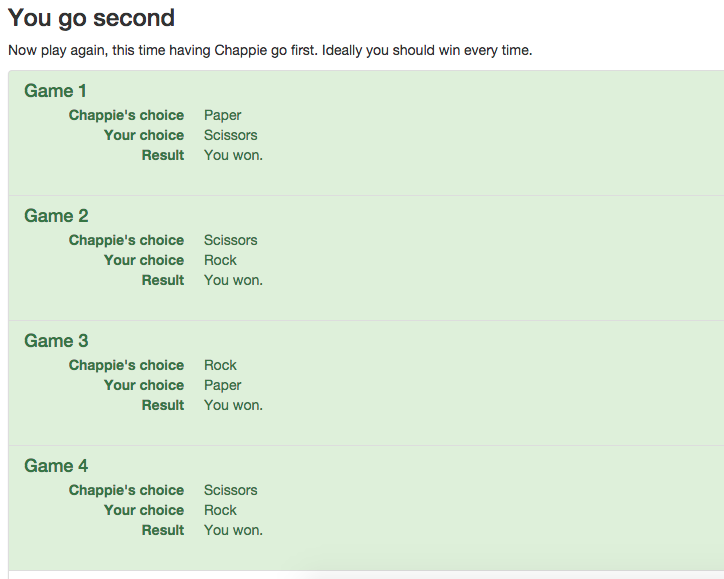 You go second
Now play again, this time having Chappie go first. Ideally you should win every time.
Game 1
Chappie's choice Paper
Your choice Scissors
Result You won.
Game 2
Chappie's choice Scissors
Your choice Rock
Result You won.
Game 3
Chappie's choice Rock
Your choice Paper
Result You won.
Game 4
Chappie's choice Scissors
Your choice Rock
Result You won.